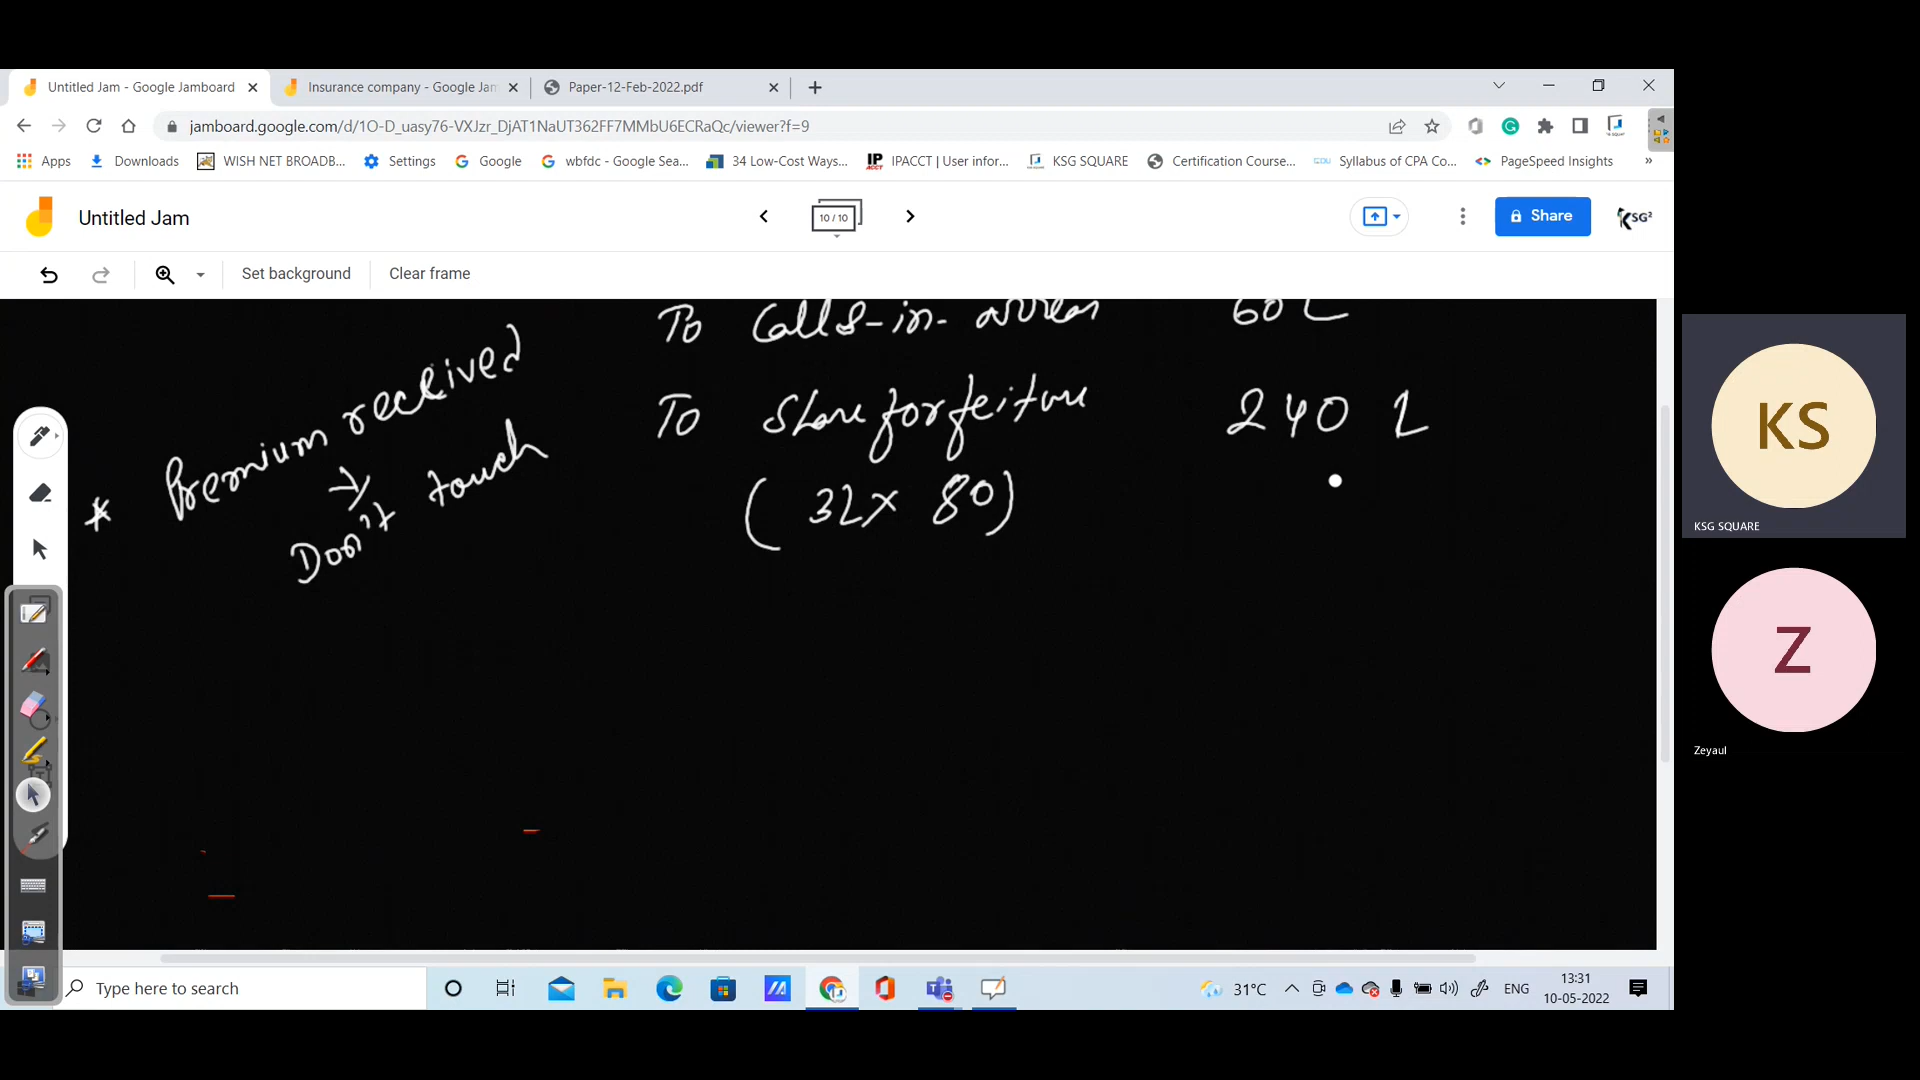 Untitled Jam - Google Jamboard
Insurance company - Google Jam
Paper-12-Feb-2022.pdf
jamboard.google.com/d/1O-D_uasy76-VXJzr_DjAT1NaUT362FF7MMbU6ECRaQc/viewer?f=9
Apps
Downloads
WISH NET BROADB...
Settings
Google
wbfdc - Google Sea...
34 Low-Cost Ways...
IPACCT | User infor...
KSG SQUARE
Certification Course...
Syllabus of CPA Co...
PageSpeed Insights
»
Untitled Jam
10 / 10
Share
KSG²
Set background
Clear frame
To Calls-in-arrear 60 L
To Share forfeiture 240 L
(32 x 80)
* Premium received
→ Don't touch
KS
KSG SQUARE
Z
Zeyaul
Type here to search
31°C
ENG
13:31
10-05-2022